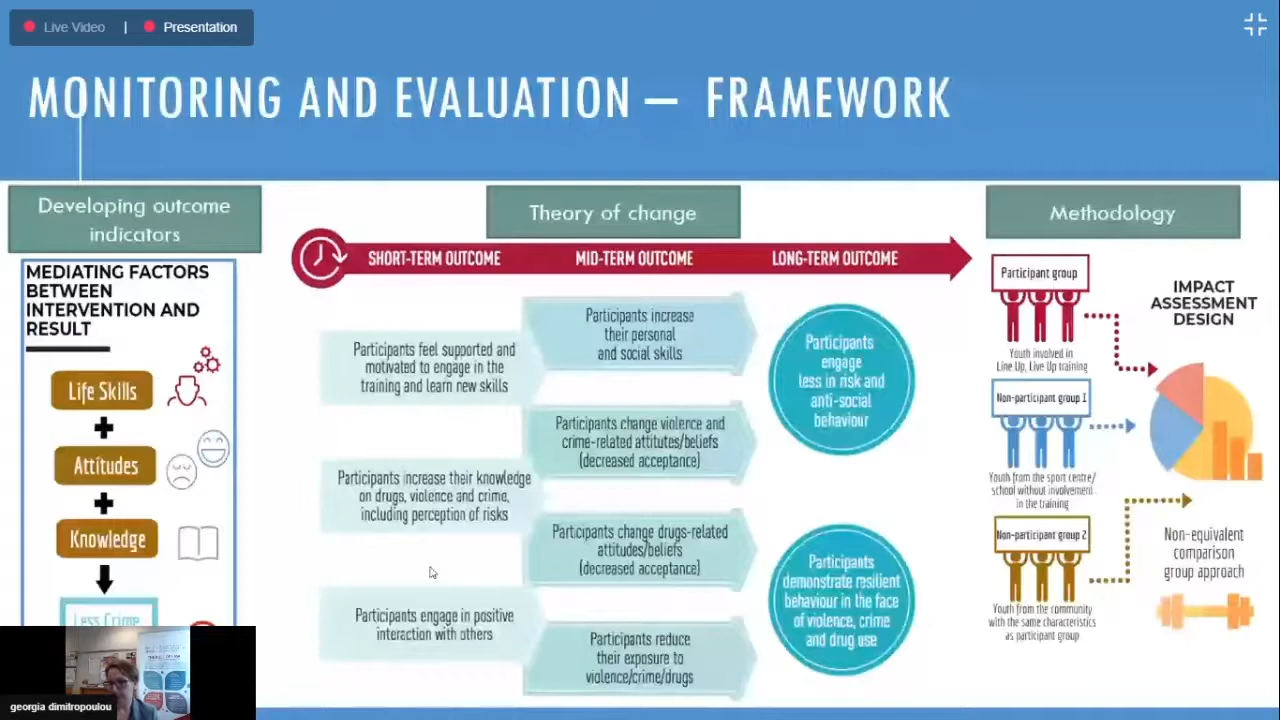 Live Video | Presentation
MONITORING AND EVALUATION — FRAMEWORK
Developing outcome
indicators
MEDIATING FACTORS
BETWEEN
INTERVENTION AND
RESULT
Life Skills
+
Attitudes
+
Knowledge
Less Crime
Theory of change
SHORT-TERM OUTCOME
MID-TERM OUTCOME
LONG-TERM OUTCOME
Participants feel supported and
motivated to engage in the
training and learn new skills
Participants increase their knowledge
on drugs, violence and crime,
including perception of risks
Participants engage in positive
interaction with others
Participants increase
their personal
and social skills
Participants change violence and
crime-related attitutes/beliefs
(decreased acceptance)
Participants change drugs-related
attitudes/beliefs
(decreased acceptance)
Participants reduce
their exposure to
violence/crime/drugs
Participants
engage
less in risk and
anti-social
behaviour
Participants
demonstrate resilient
behaviour in the face
of violence, crime
and drug use
Methodology
Participant group
Youth involved in
Line Up, Live Up training
Non-participant group 1
Youth from the sport centre/
school without involvement
in the training
Non-participant group 2
Youth from the community
with the same characteristics
as participant group
IMPACT
ASSESSMENT
DESIGN
Non-equivalent
comparison
group approach
georgia dimitropoulou